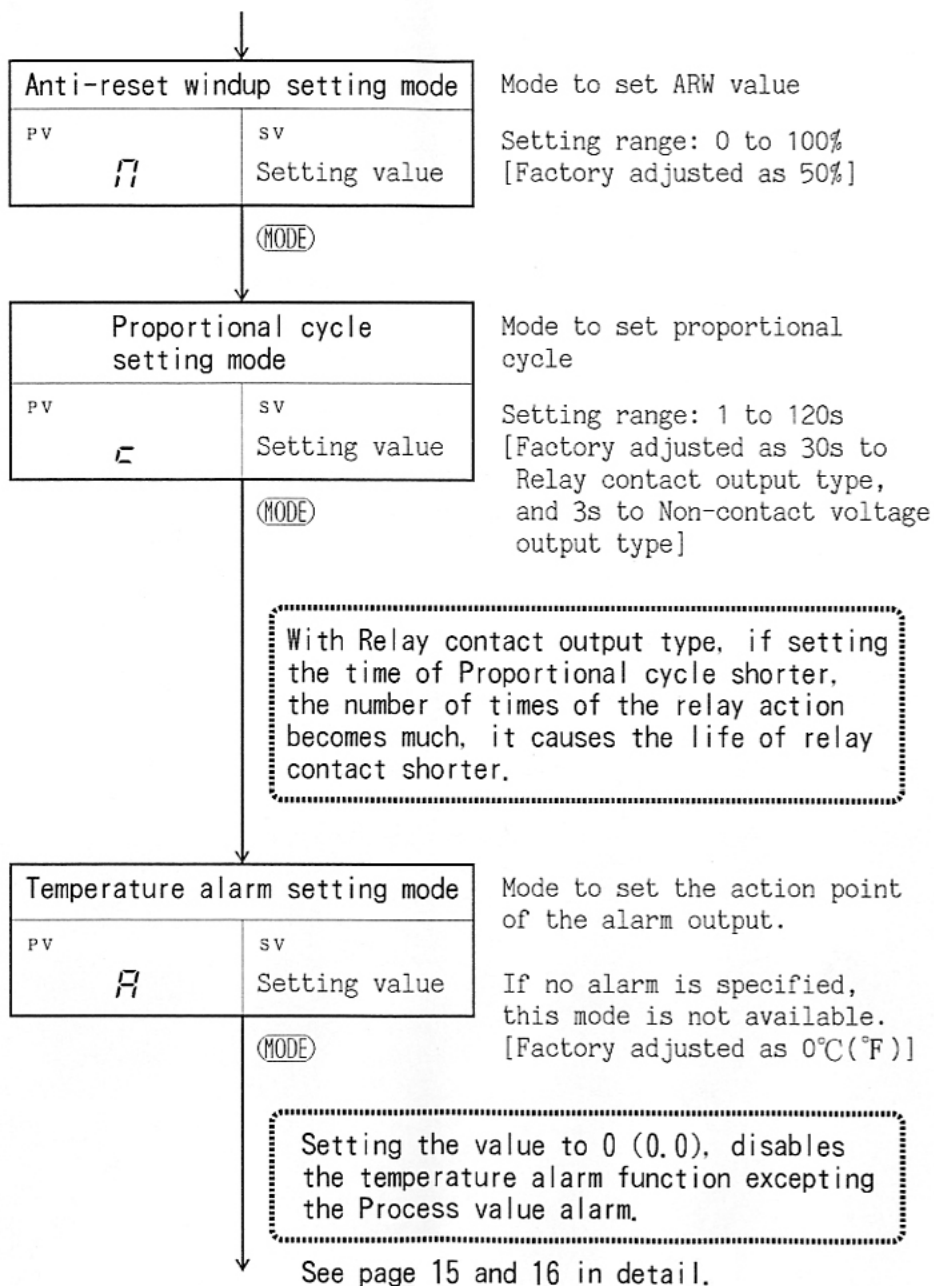 Anti-reset windup setting mode
Mode to set ARW value
PV
SV
Setting value
Setting range: 0 to 100%
[Factory adjusted as 50%]
(MODE)
Proportional cycle
setting mode
Mode to set proportional
cycle
PV
c
SV
Setting value
Setting range: 1 to 120s
[Factory adjusted as 30s to
Relay contact output type,
and 3s to Non-contact voltage
output type]
(MODE)
With Relay contact output type, if setting
the time of Proportional cycle shorter,
the number of times of the relay action
becomes much, it causes the life of relay
contact shorter.
Temperature alarm setting mode
Mode to set the action point
of the alarm output.
PV
A
SV
Setting value
If no alarm is specified,
this mode is not available.
[Factory adjusted as 0℃(℉)]
(MODE)
Setting the value to 0 (0.0), disables
the temperature alarm function excepting
the Process value alarm.
See page 15 and 16 in detail.